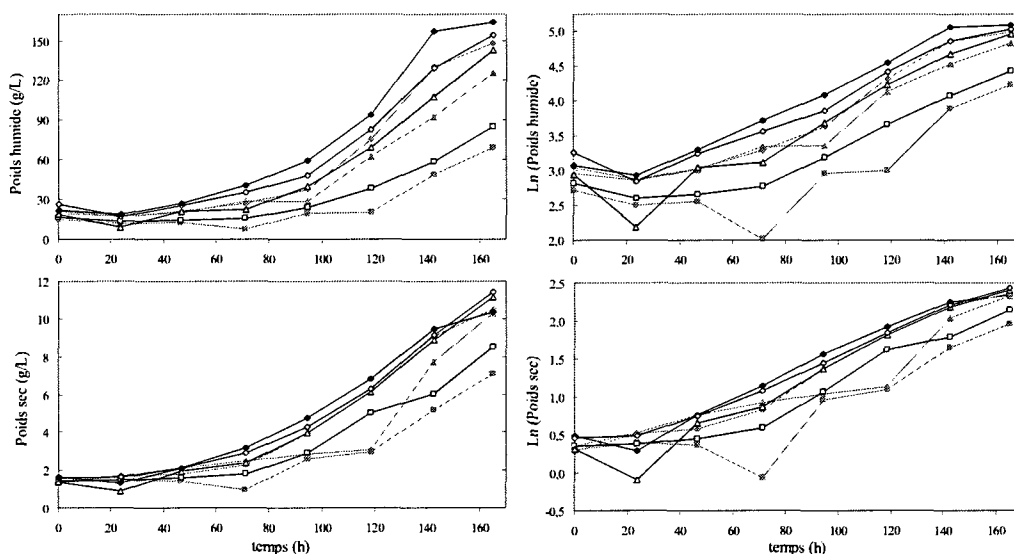 Poids humide (g/L)
150
120
90
60
30
0
0 20 40 60 80 100 120 140 160
Ln (Poids humide)
5.0
4.5
4.0
3.5
3.0
2.5
2.0
0 20 40 60 80 100 120 140 160
Poids sec (g/L)
12
10
8
6
4
2
0
0 20 40 60 80 100 120 140 160
temps (h)
Ln (Poids sec)
2.5
2.0
1.5
1.0
0.5
0.0
-0,5
0 20 40 60 80 100 120 140 160
temps (h)